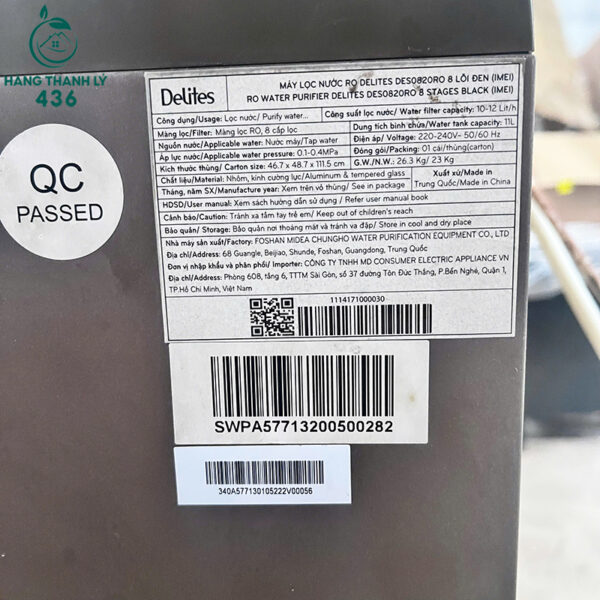 HÀNG THANH LÝ
436
QC
PASSED
Delites
MÁY LỌC NƯỚC RO DELITES DES0820RO 8 LÕI ĐEN (IMEI)
RO WATER PURIFIER DELITES DES0820RO 8 STAGES BLACK (IMEI)
Công dụng/Usage: Lọc nước/ Purify water...
Công suất lọc nước/ Water filter capacity: 10-12 Lit/h
Màng lọc/Filter: Màng lọc RO, 8 cấp lọc
Dung tích bình chứa/Water tank capacity: 11L
Nguồn nước/Applicable water: Nước máy/Tap water
Điện áp/ Voltage: 220-240V~ 50/60 Hz
Áp lực nước/Applicable water pressure: 0.1-0.4MPa
Đóng gói/Packing: 01 cái/thùng(carton)
Kích thước thùng/ Carton size: 46.7 x 48.7 x 111.5 cm
G.W./N.W.: 26.3 Kg/ 23 Kg
Chất liệu/Material: Nhôm, kính cường lực/Aluminum & tempered glass
Xuất xứ/Made in:
Trung Quốc/Made in China
Tháng, năm SX/Manufacture year: Xem trên vỏ thùng/ See in package
HDSD/User manual: Xem sách hướng dẫn sử dụng / Refer user manual book
Cảnh báo/Caution: Tránh xa tầm tay trẻ em/ Keep out of children's reach
Bảo quản/ Storage: Bảo quản nơi thoáng mát và tránh va đập/ Store in cool and dry place
Nhà máy sản xuất/Factory: FOSHAN MIDEA CHUNGHO WATER PURIFICATION EQUIPMENT CO., LTD
Địa chỉ/Address: 68 Guangle, Beijiao, Shunde, Foshan, Guangdong, Trung Quốc
Đơn vị nhập khẩu và phân phối/ Importer: CÔNG TY TNHH MD CONSUMER ELECTRIC APPLIANCE VN
Địa chỉ/Address: Phòng 608, tầng 6, TTTM Sài Gòn, số 37 đường Tôn Đức Thắng, P.Bến Nghé, Quận 1,
TP.Hồ Chí Minh, Việt Nam
1114171000030
SWPA57713200500282
340A577130105222V00056